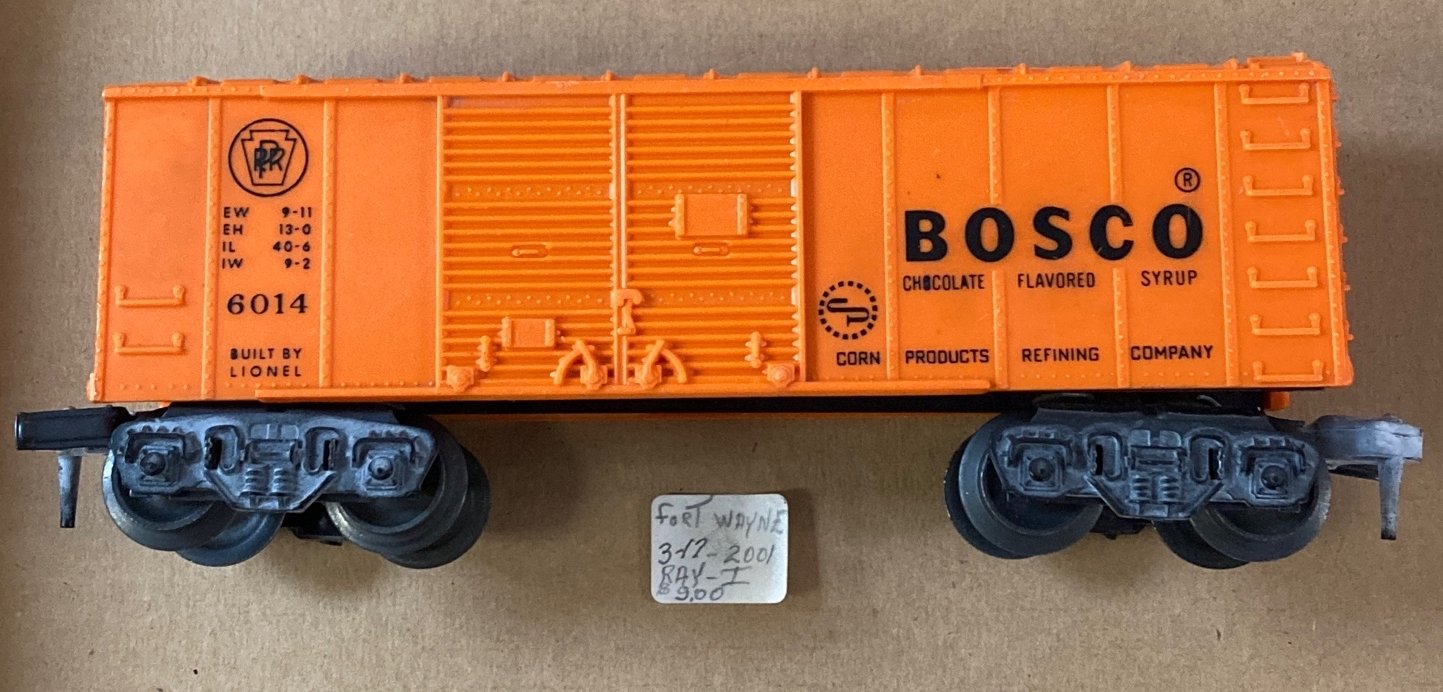 PRR
EW 9-11
EH 13-0
IL 40-6
IW 9-2
6014
BUILT BY
LIONEL
®
BOSCO
CHOCOLATE FLAVORED SYRUP
CP
CORN PRODUCTS REFINING COMPANY
FORT WAYNE
3-17-2001
RAY-I
$9.00